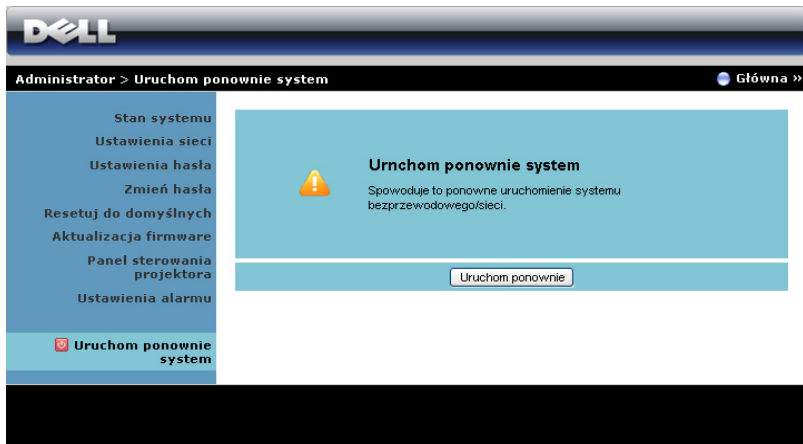 DELL
Administrator > Uruchom ponownie system
Główna »
Stan systemu
Ustawienia sieci
Ustawienia hasła
Zmień hasła
Resetuj do domyślnych
Aktualizacja firmware
Panel sterowania
projektora
Ustawienia alarmu
Uruchom ponownie
system
Urnchom ponownie system
Spowoduje to ponowne uruchomienie systemu
bezprzewodowego/sieci.
Uruchom ponownie